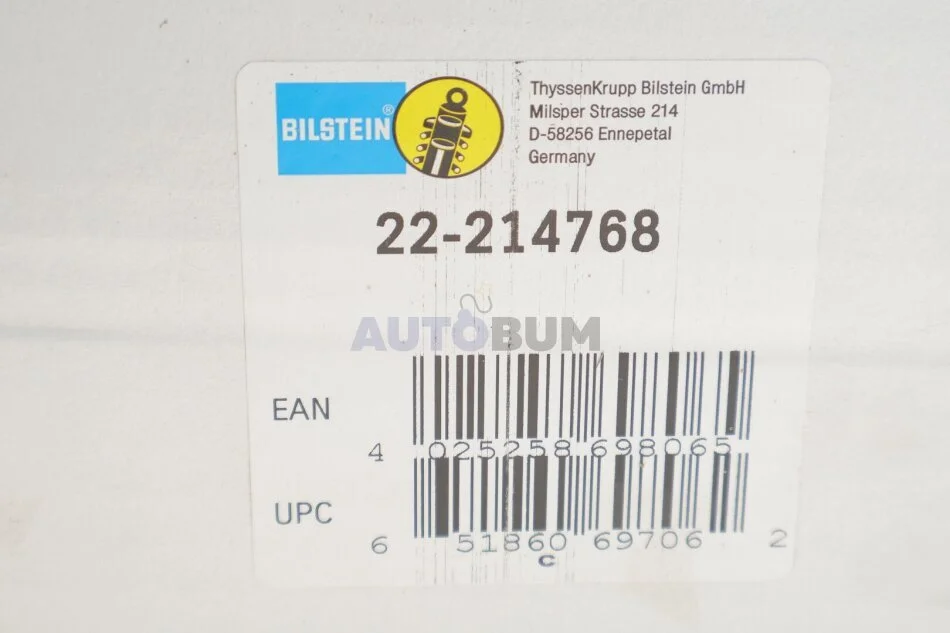 BILSTEIN®
ThyssenKrupp Bilstein GmbH
Milsper Strasse 214
D-58256 Ennepetal
Germany
22-214768
AUTOBUM
EAN
4 025258 698065
UPC
6 51860 69706 2
C